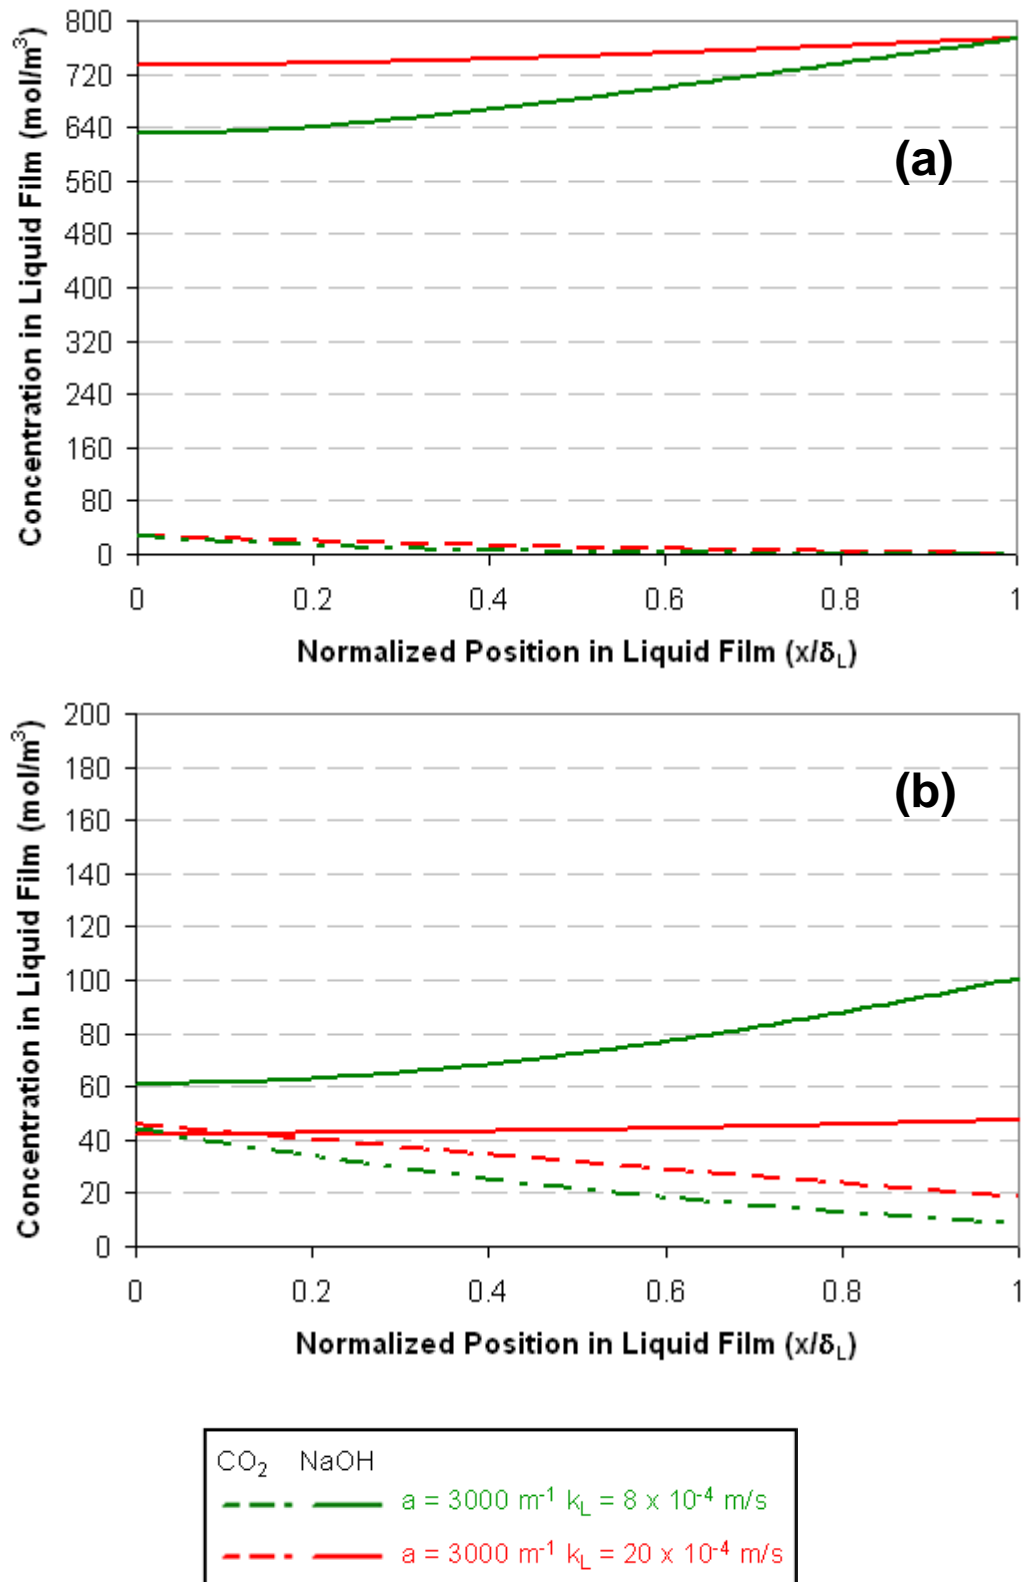 800
720
640
560
480
400
320
240
160
80
0
Concentration in Liquid Film (mol/m³)
(a)
0 0.2 0.4 0.6 0.8 1
Normalized Position in Liquid Film (x/δL)
200
180
160
140
120
100
80
60
40
20
0
Concentration in Liquid Film (mol/m³)
(b)
0 0.2 0.4 0.6 0.8 1
Normalized Position in Liquid Film (x/δL)
CO₂ NaOH
a = 3000 m⁻¹ kL = 8 x 10⁻⁴ m/s
a = 3000 m⁻¹ kL = 20 x 10⁻⁴ m/s